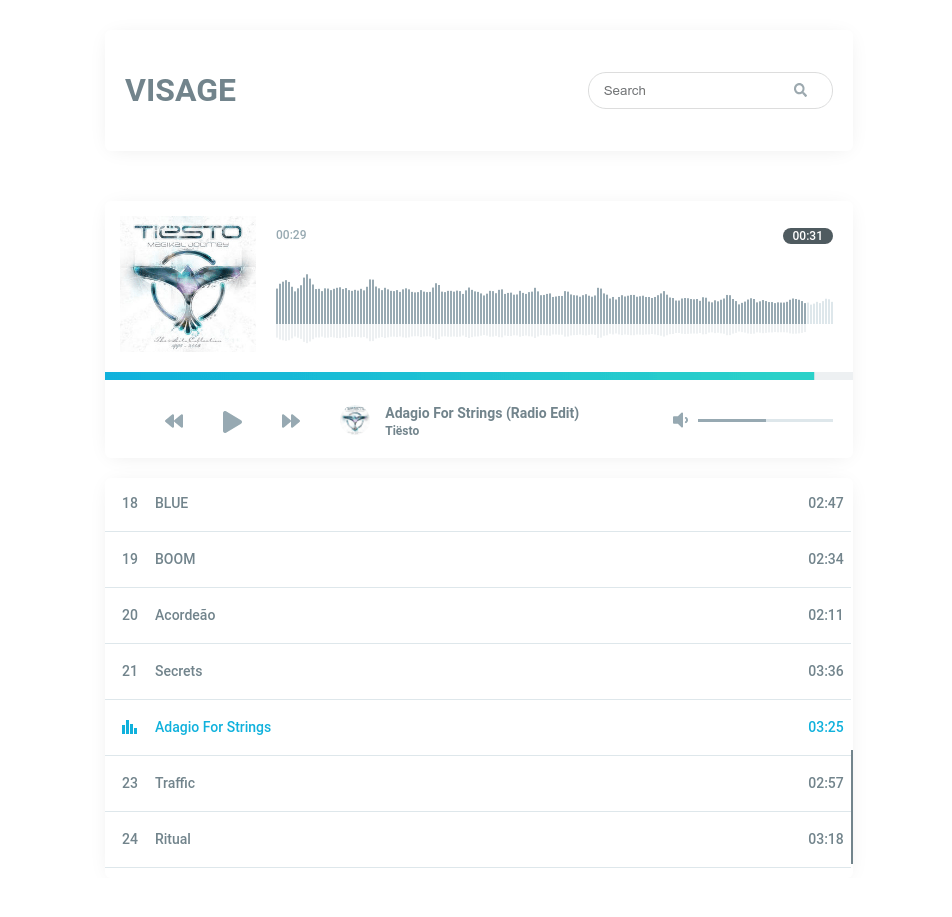 VISAGE
Search
TIËSTO
MAGIKAL JOURNEY
00:29
00:31
Adagio For Strings (Radio Edit)
Tiësto
18 BLUE 02:47
19 BOOM 02:34
20 Acordeão 02:11
21 Secrets 03:36
Adagio For Strings 03:25
23 Traffic 02:57
24 Ritual 03:18